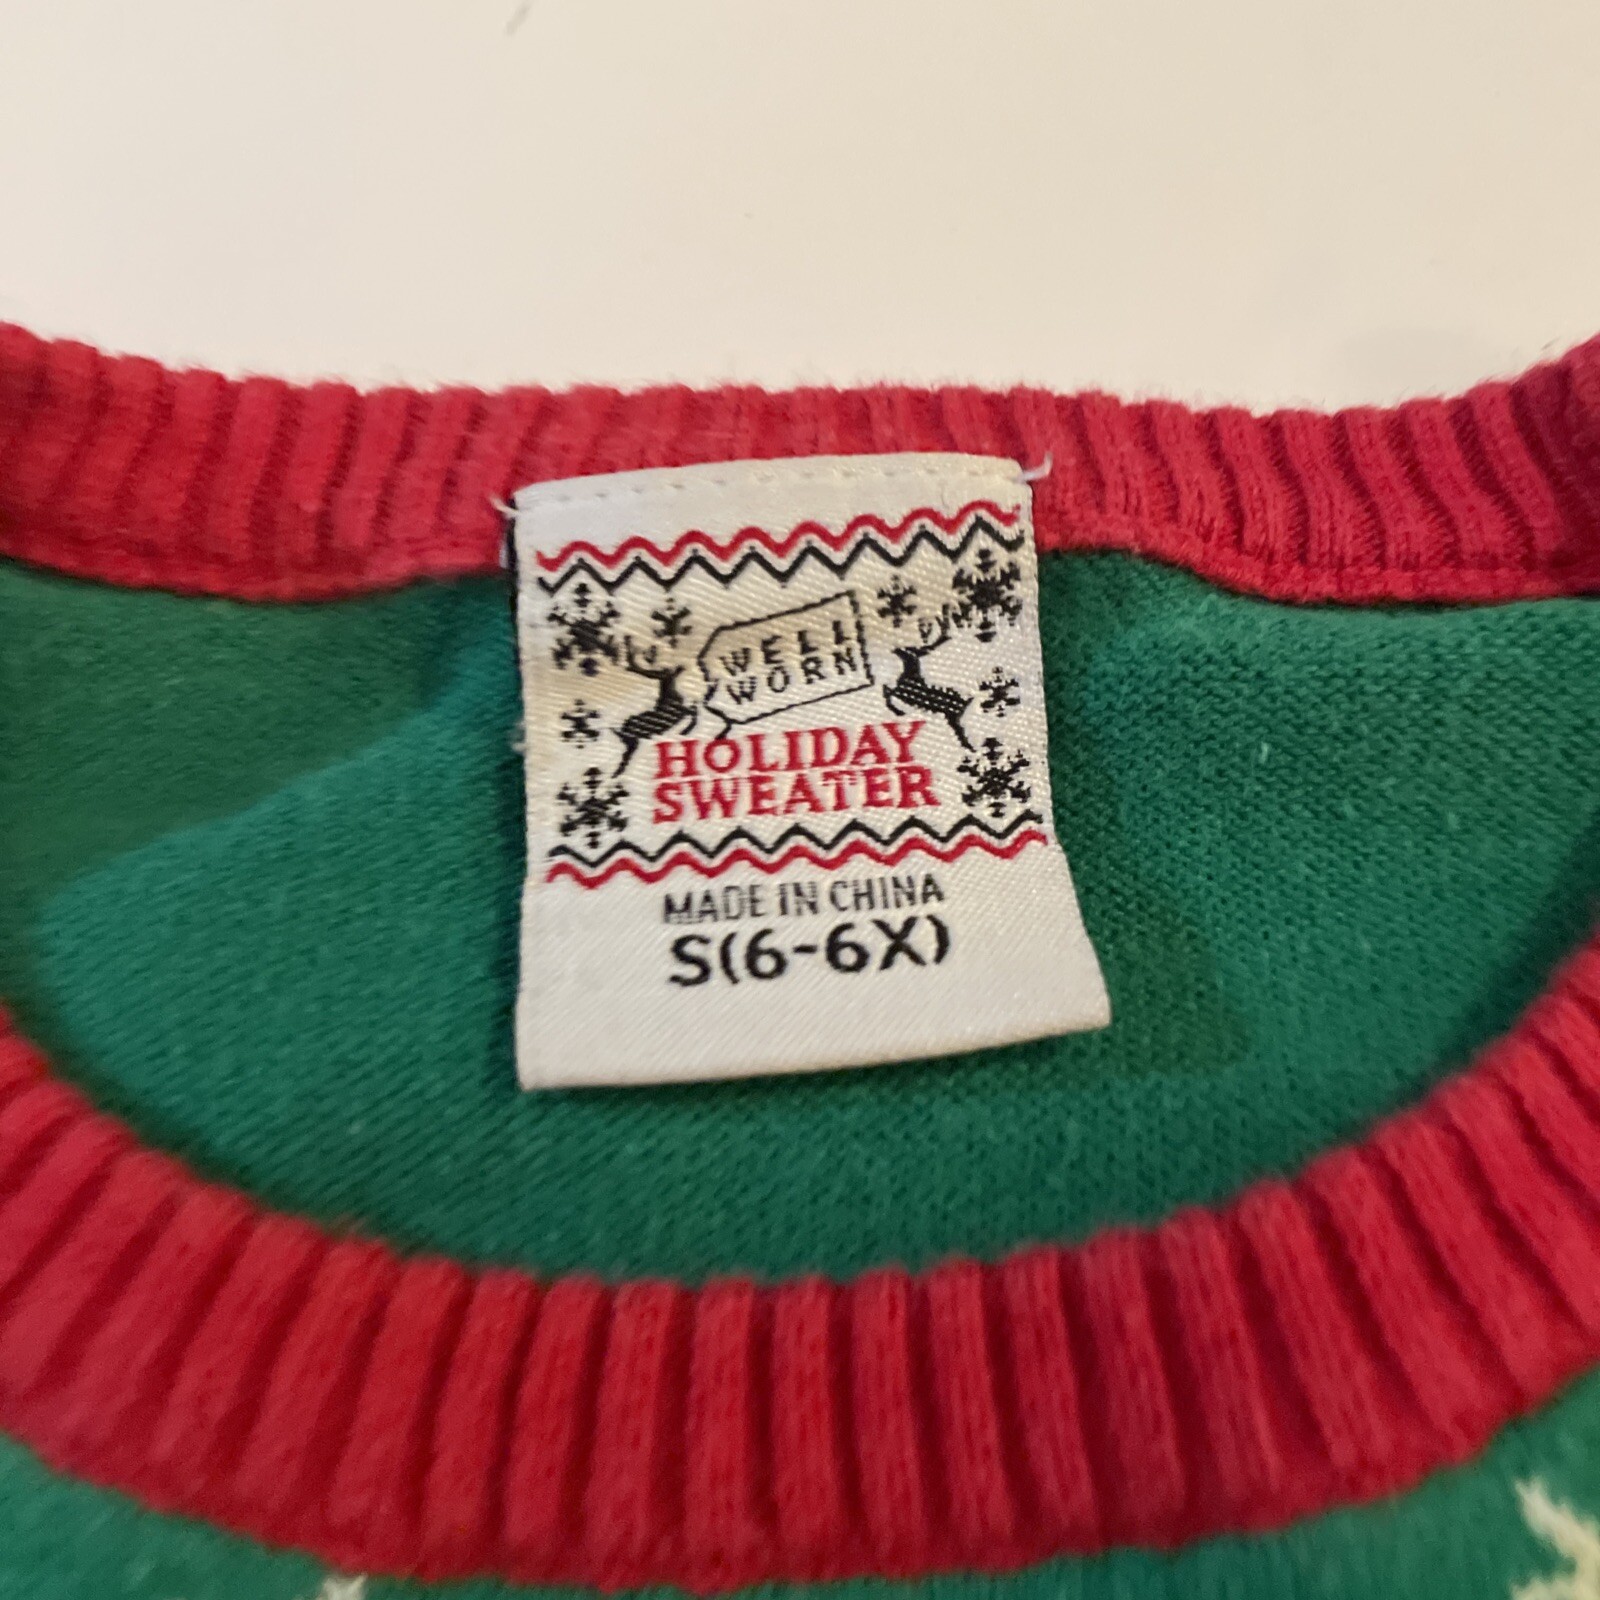 WELL
WORN
HOLIDAY
SWEATER
MADE IN CHINA
S(6-6X)